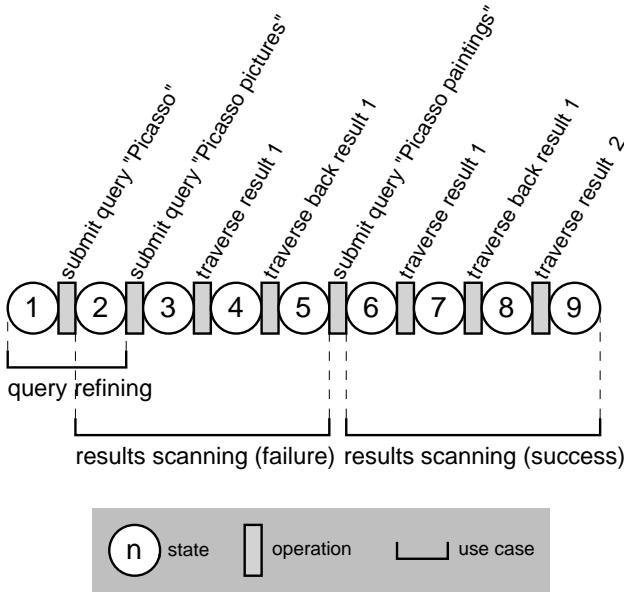 submit query "Picasso"
submit query "Picasso pictures"
traverse result 1
traverse back result 1
submit query "Picasso paintings"
traverse result 1
traverse back result 1
traverse result 2
1 2 3 4 5 6 7 8 9
query refining
results scanning (failure) results scanning (success)
n state operation use case